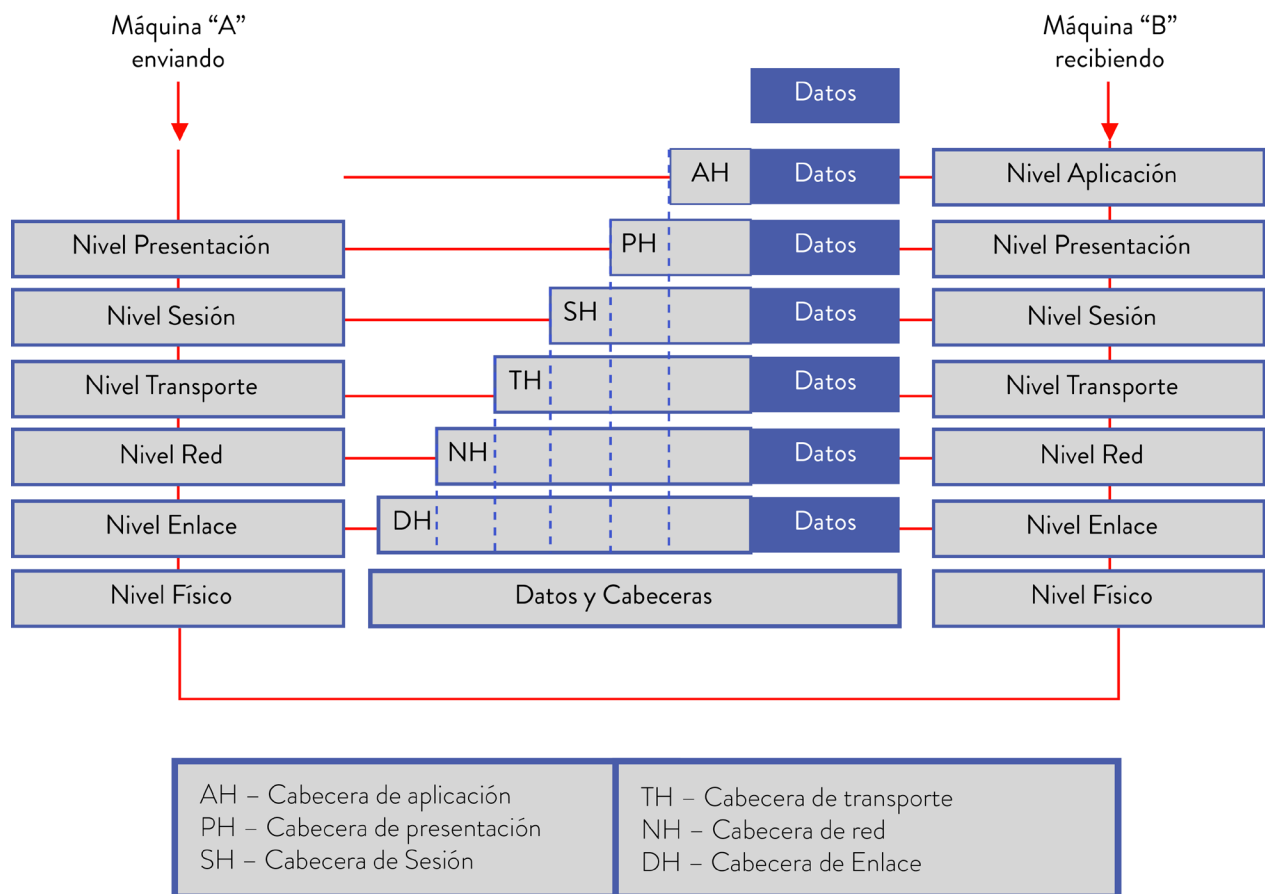 Máquina “A”
enviando
Máquina “B”
recibiendo
Datos
AH
Datos
Nivel Aplicación
Nivel Presentación
PH
Datos
Nivel Presentación
Nivel Sesión
SH
Datos
Nivel Sesión
Nivel Transporte
TH
Datos
Nivel Transporte
Nivel Red
NH
Datos
Nivel Red
Nivel Enlace
DH
Datos
Nivel Enlace
Nivel Físico
Datos y Cabeceras
Nivel Físico
AH – Cabecera de aplicación
PH – Cabecera de presentación
SH – Cabecera de Sesión
TH – Cabecera de transporte
NH – Cabecera de red
DH – Cabecera de Enlace